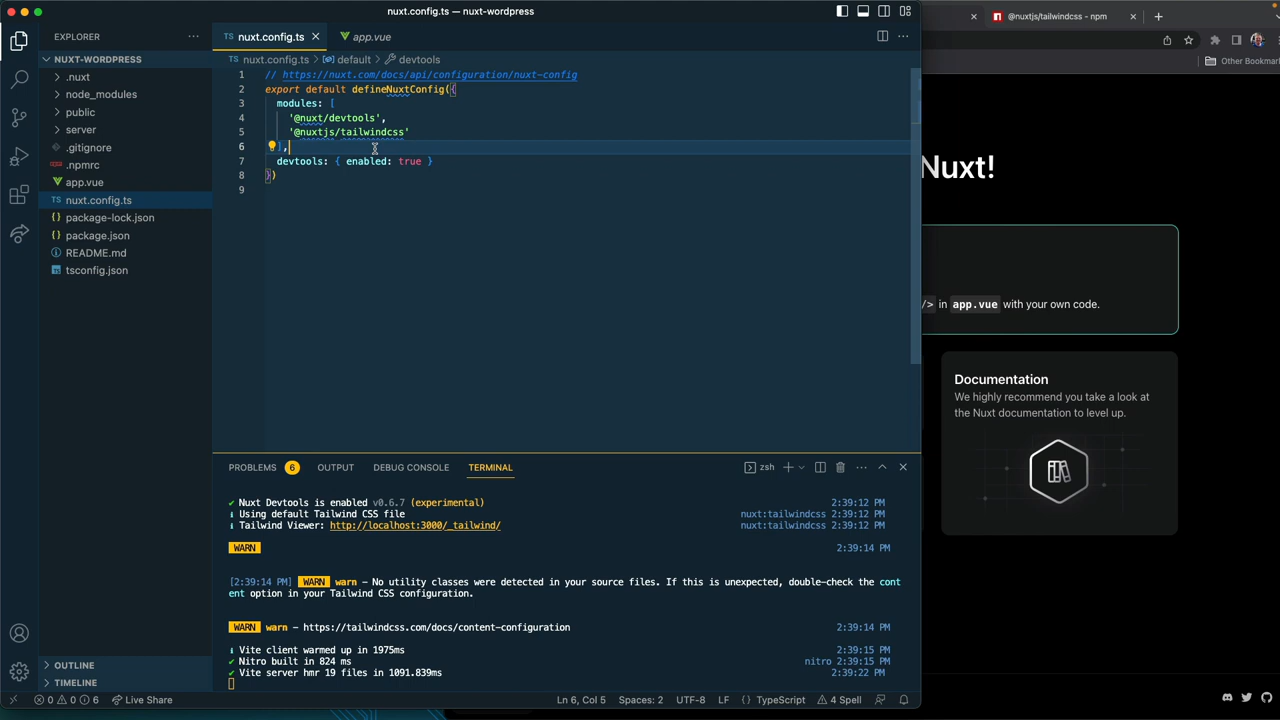 nuxt.config.ts — nuxt-wordpress
@nuxtjs/tailwindcss - npm
Other Bookmar
EXPLORER
NUXT-WORDPRESS
.nuxt
node_modules
public
server
.gitignore
.npmrc
app.vue
nuxt.config.ts
package-lock.json
package.json
README.md
tsconfig.json
OUTLINE
TIMELINE
TS nuxt.config.ts
app.vue
TS nuxt.config.ts > default > devtools
1 // https://nuxt.com/docs/api/configuration/nuxt-config
2 export default defineNuxtConfig({
3 modules: [
4 '@nuxt/devtools',
5 '@nuxtjs/tailwindcss'
6 ],
7 devtools: { enabled: true }
8 })
9
PROBLEMS 6 OUTPUT DEBUG CONSOLE TERMINAL zsh
✔ Nuxt Devtools is enabled v0.6.7 (experimental) 2:39:12 PM
ℹ Using default Tailwind CSS file nuxt:tailwindcss 2:39:12 PM
ℹ Tailwind Viewer: http://localhost:3000/_tailwind/ nuxt:tailwindcss 2:39:12 PM
WARN 2:39:14 PM
[2:39:14 PM] WARN warn – No utility classes were detected in your source files. If this is unexpected, double-check the cont
ent option in your Tailwind CSS configuration.
WARN warn – https://tailwindcss.com/docs/content-configuration 2:39:14 PM
ℹ Vite client warmed up in 1975ms 2:39:15 PM
✔ Nitro built in 824 ms nitro 2:39:15 PM
✔ Vite server hmr 19 files in 1091.839ms 2:39:22 PM
0 0 6 Live Share Ln 6, Col 5 Spaces: 2 UTF-8 LF {} TypeScript 4 Spell
Nuxt!
/> in app.vue with your own code.
Documentation
We highly recommend you take a look at
the Nuxt documentation to level up.